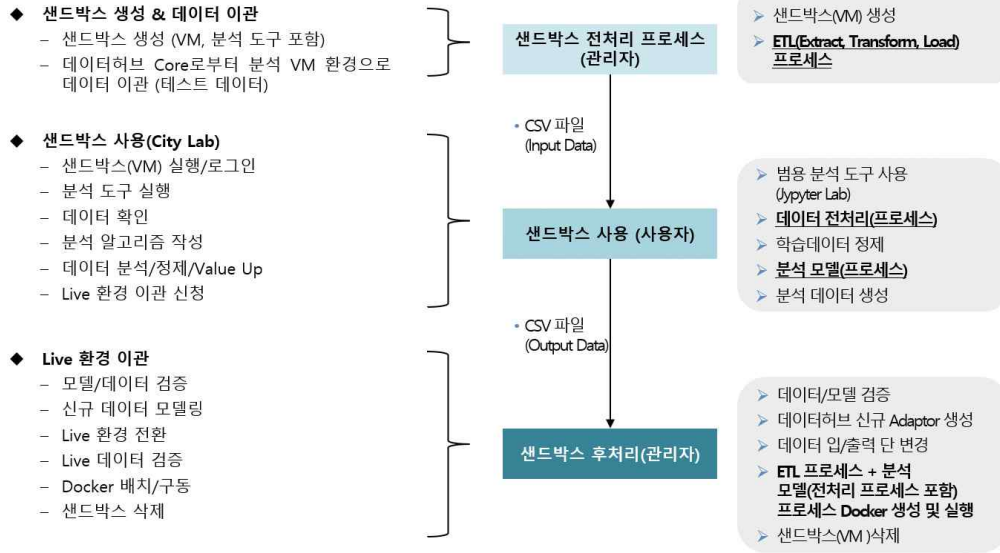 ◆ 샌드박스 생성 & 데이터 이관
– 샌드박스 생성 (VM, 분석 도구 포함)
– 데이터허브 Core로부터 분석 VM 환경으로
데이터 이관 (테스트 데이터)
◆ 샌드박스 사용(City Lab)
– 샌드박스(VM) 실행/로그인
– 분석 도구 실행
– 데이터 확인
– 분석 알고리즘 작성
– 데이터 분석/정제/Value Up
– Live 환경 이관 신청
◆ Live 환경 이관
– 모델/데이터 검증
– 신규 데이터 모델링
– Live 환경 전환
– Live 데이터 검증
– Docker 배치/구동
– 샌드박스 삭제
샌드박스 전처리 프로세스
(관리자)
• CSV 파일
(Input Data)
샌드박스 사용 (사용자)
• CSV 파일
(Output Data)
샌드박스 후처리(관리자)
➢ 샌드박스(VM) 생성
➢ ETL(Extract, Transform, Load)
프로세스
➢ 범용 분석 도구 사용
(Jypyter Lab)
➢ 데이터 전처리(프로세스)
➢ 학습데이터 정제
➢ 분석 모델(프로세스)
➢ 분석 데이터 생성
➢ 데이터/모델 검증
➢ 데이터허브 신규 Adaptor 생성
➢ 데이터 입/출력 단 변경
➢ ETL 프로세스 + 분석
모델(전처리 프로세스 포함)
프로세스 Docker 생성 및 실행
➢ 샌드박스(VM )삭제